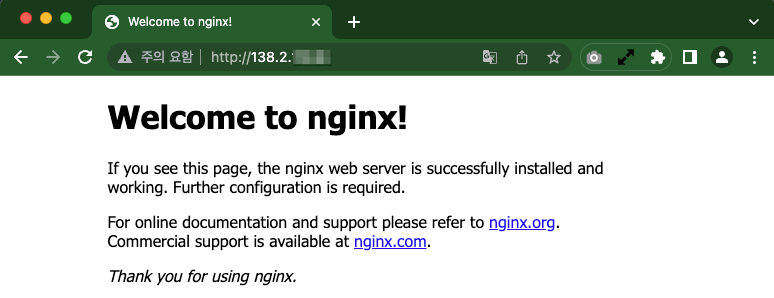 Welcome to nginx!
주의 요함 http://138.2.
Welcome to nginx!
If you see this page, the nginx web server is successfully installed and
working. Further configuration is required.
For online documentation and support please refer to nginx.org.
Commercial support is available at nginx.com.
Thank you for using nginx.